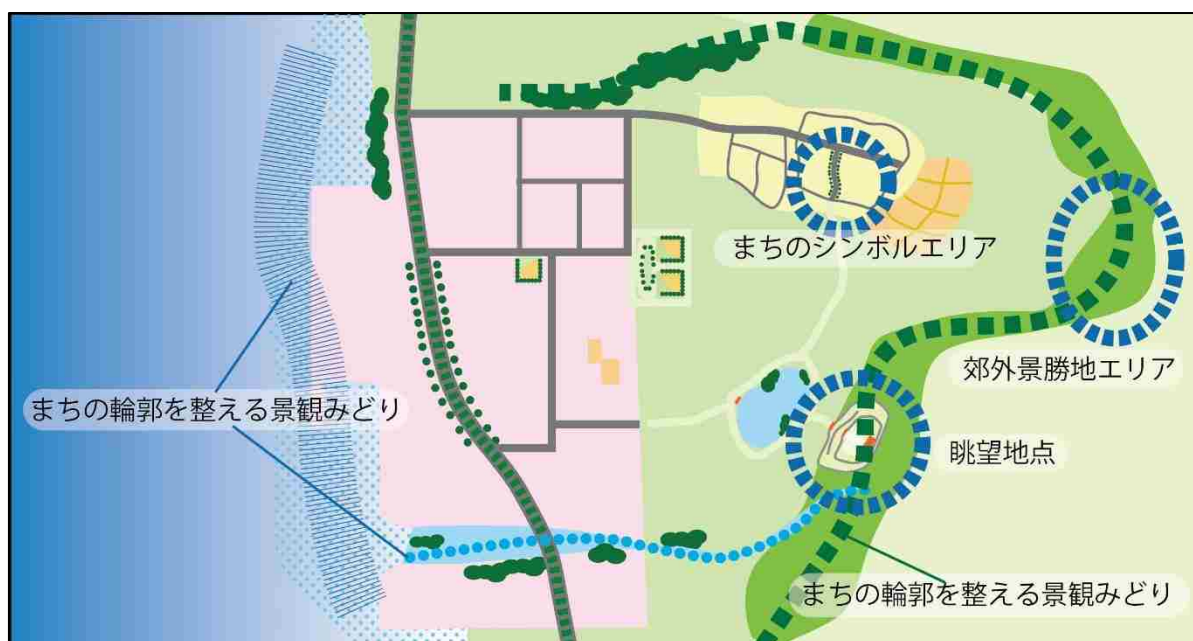 まちのシンボルエリア
郊外景勝地エリア
まちの輪郭を整える景観みどり
眺望地点
まちの輪郭を整える景観みどり